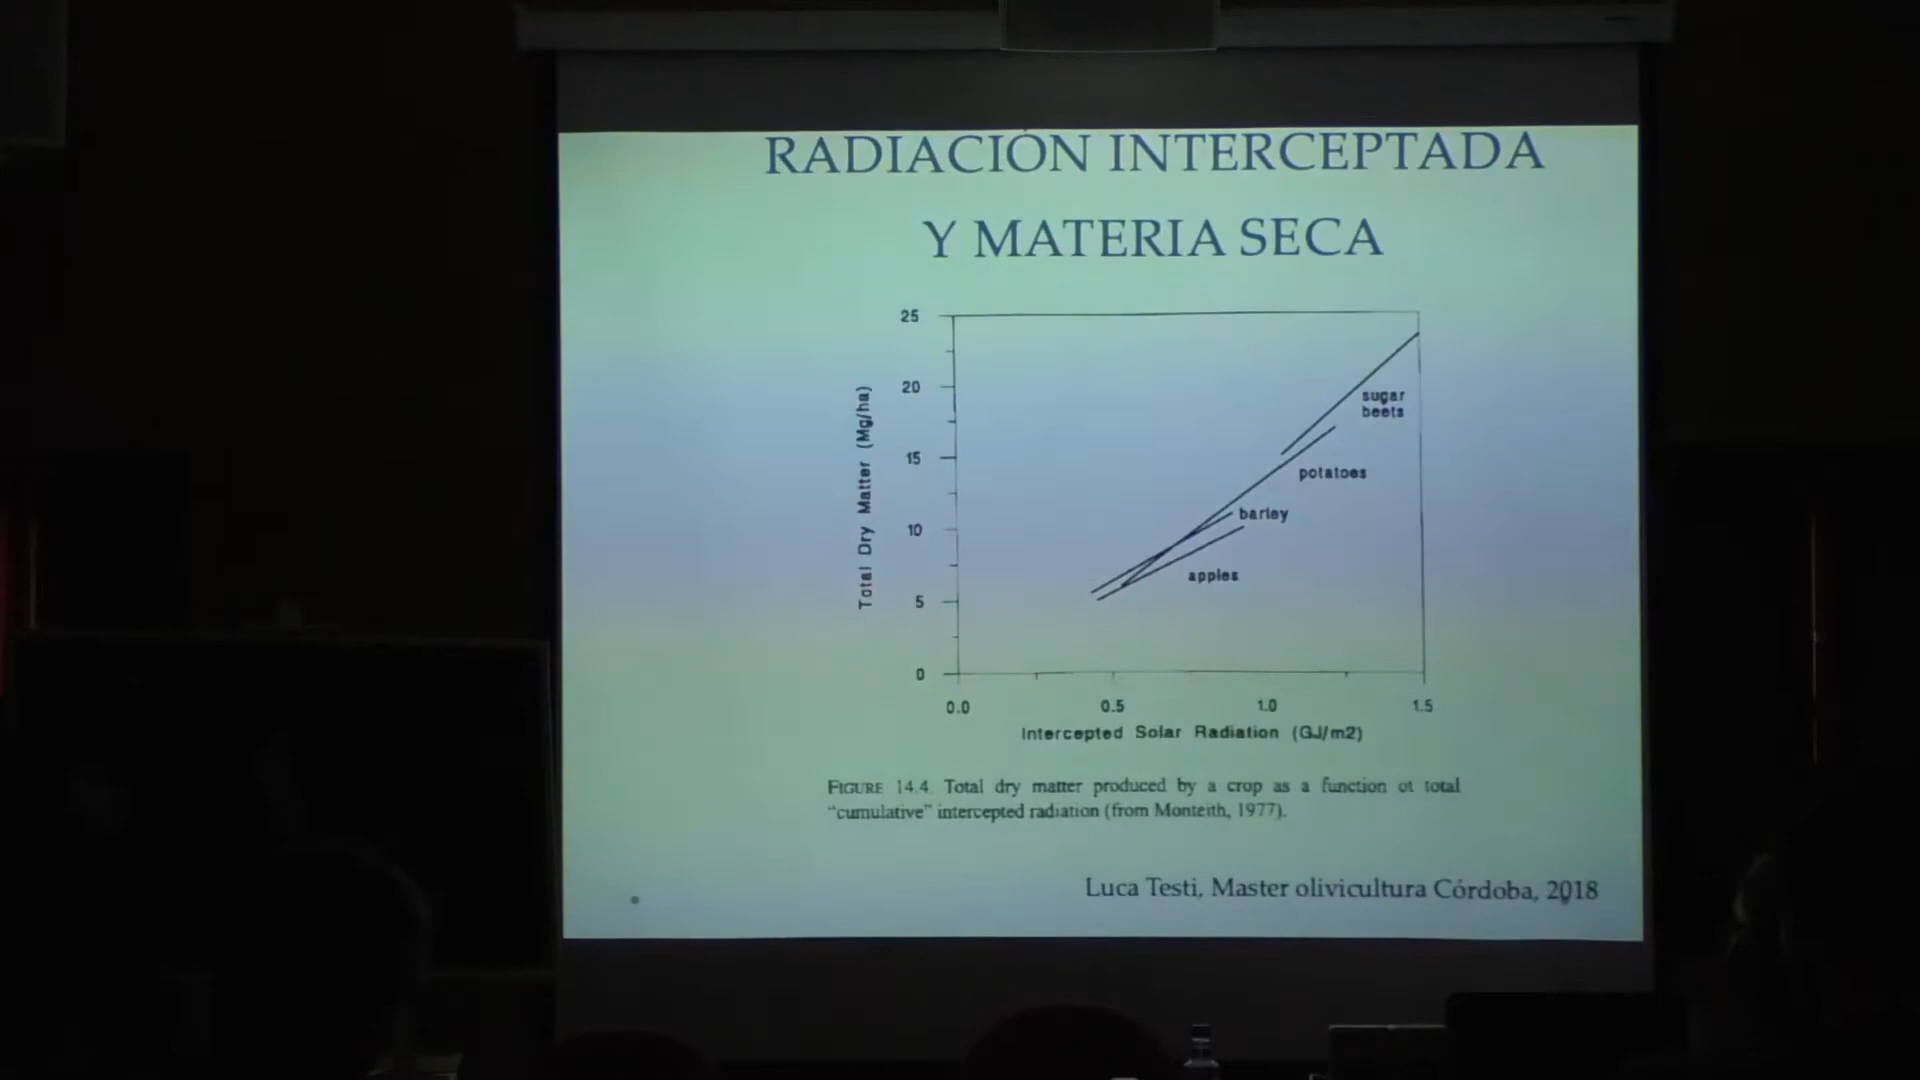 RADIACIÓN INTERCEPTADA
Y MATERIA SECA
25
20
15
10
5
0
Total Dry Matter (Mg/ha)
sugar
beets
potatoes
barley
apples
0.0 0.5 1.0 1.5
Intercepted Solar Radiation (GJ/m2)
FIGURE 14.4. Total dry matter produced by a crop as a function of total
“cumulative” intercepted radiation (from Monteith, 1977).
Luca Testi, Master olivicultura Córdoba, 2018